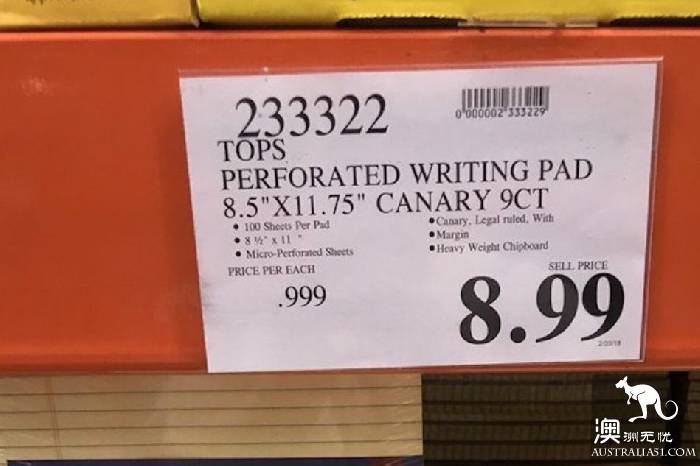 233322
0 000002 333229
TOPS
PERFORATED WRITING PAD
8.5"X11.75" CANARY 9CT
• 100 Sheets Per Pad
• 8 ½" x 11 "
• Micro-Perforated Sheets
• Canary, Legal ruled, With
• Margin
• Heavy Weight Chipboard
PRICE PER EACH
.999
SELL PRICE
8.99
澳洲无忧
AUSTRALIA51.COM